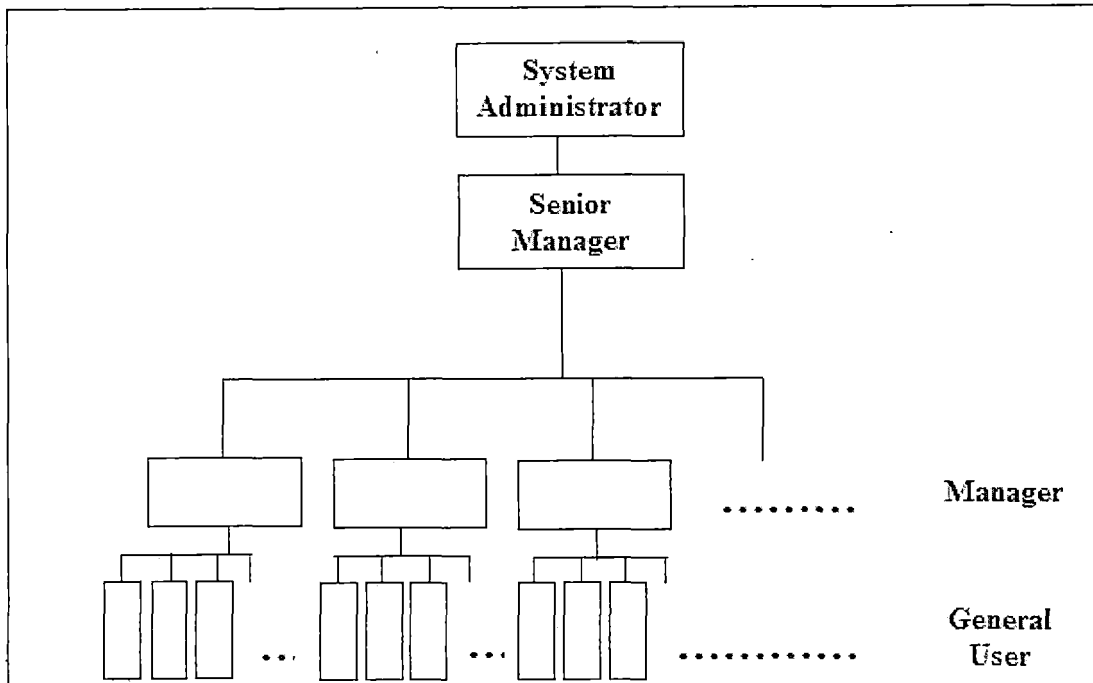 System
Administrator
Senior
Manager
Manager
General
User